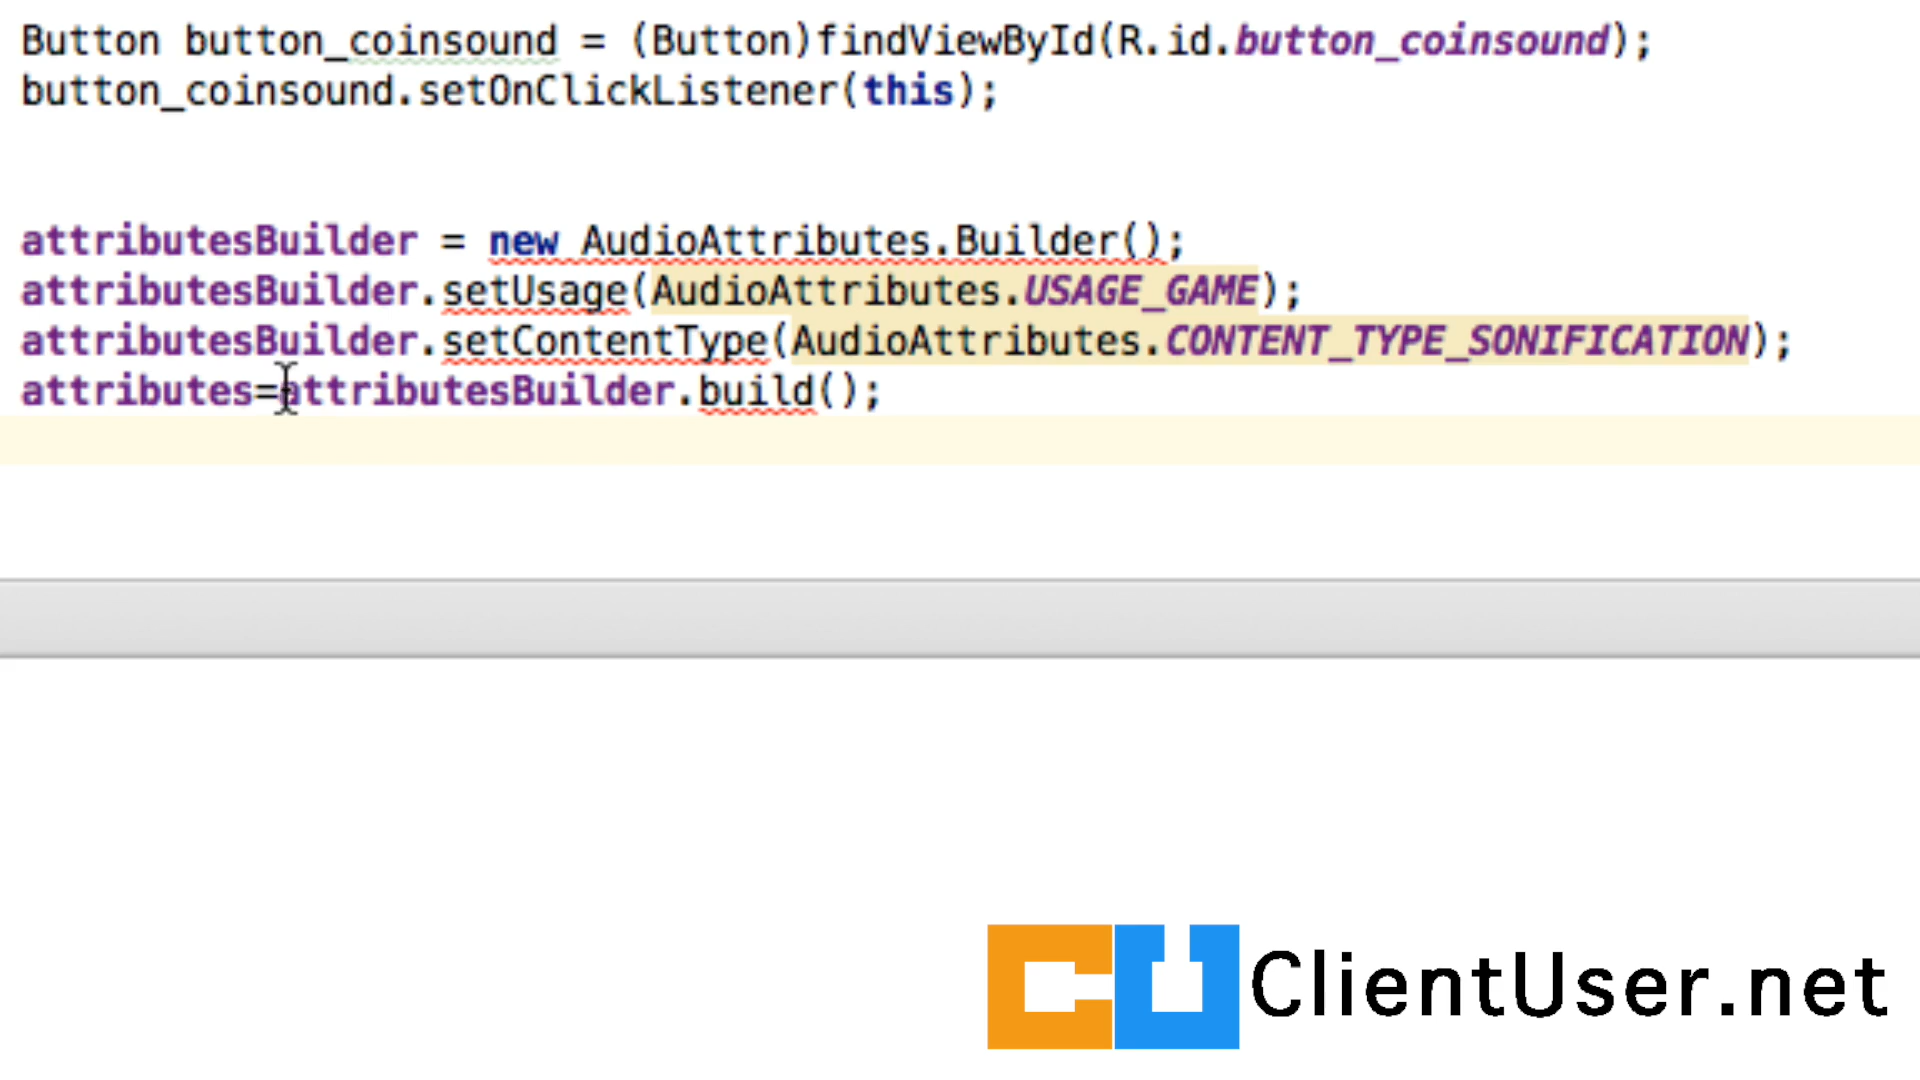 Button button_coinsound = (Button)findViewById(R.id.button_coinsound);
button_coinsound.setOnClickListener(this);
attributesBuilder = new AudioAttributes.Builder();
attributesBuilder.setUsage(AudioAttributes.USAGE_GAME);
attributesBuilder.setContentType(AudioAttributes.CONTENT_TYPE_SONIFICATION);
attributes=attributesBuilder.build();
CU ClientUser.net